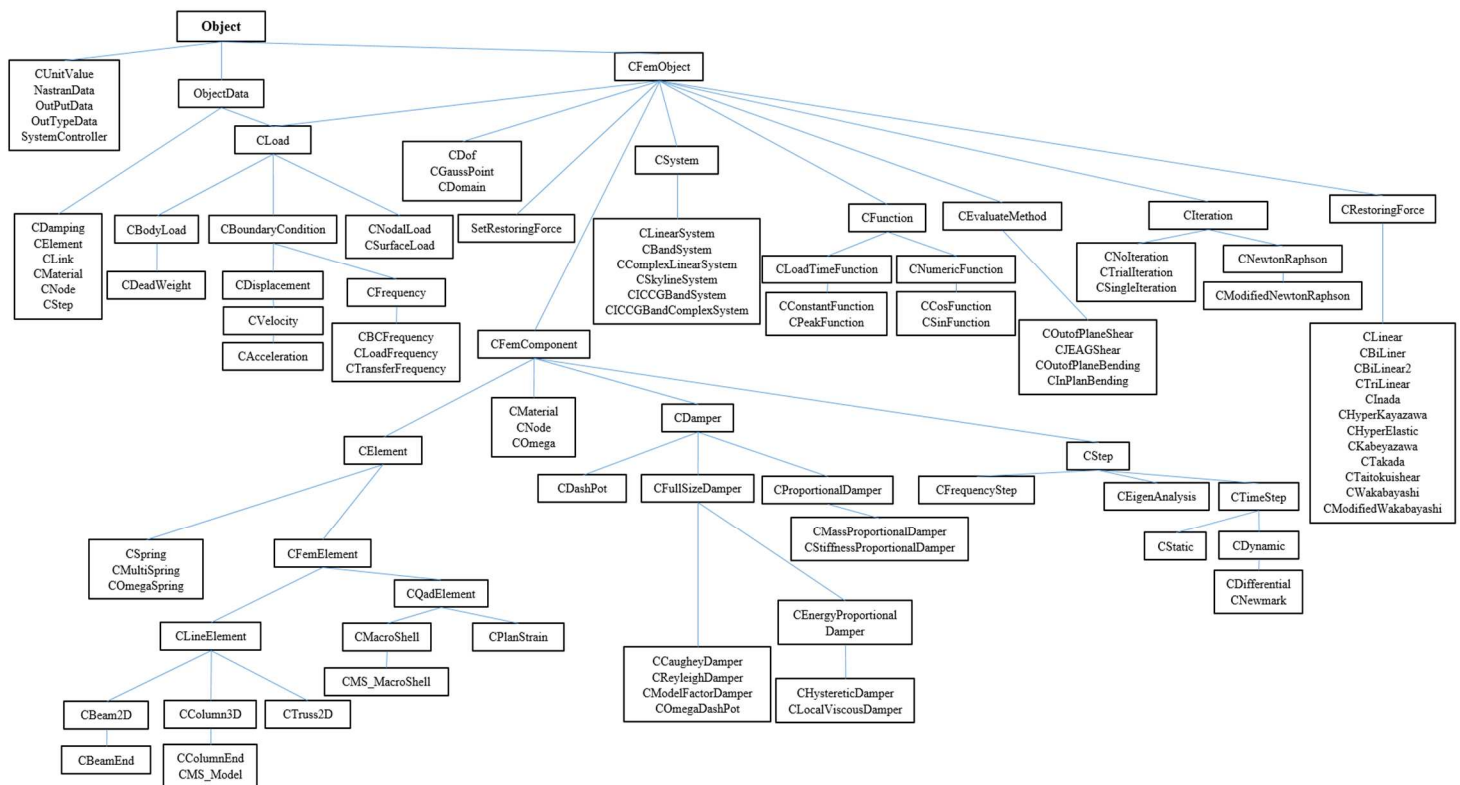 Object
CUnitValue
NastranData
OutPutData
OutTypeData
SystemController
ObjectData
CFemObject
CLoad
CDof
CGaussPoint
CDomain
CSystem
CDamping
CElement
CLink
CMaterial
CNode
CStep
CBodyLoad
CBoundaryCondition
CNodalLoad
CSurfaceLoad
SetRestoringForce
CLinearSystem
CBandSystem
CComplexLinearSystem
CSkylineSystem
CICCGBandSystem
CICCGBandComplexSystem
CFunction
CEvaluateMethod
CIteration
CRestoringForce
CDeadWeight
CDisplacement
CFrequency
CVelocity
CAcceleration
CBCFrequency
CLoadFrequency
CTransferFrequency
CLoadTimeFunction
CNumericFunction
CConstantFunction
CPeakFunction
CCosFunction
CSinFunction
CNoIteration
CTrialIteration
CSingleIteration
CNewtonRaphson
CModifiedNewtonRaphson
COutofPlaneShear
CJEAGShear
COutofPlaneBending
CInPlanBending
CLinear
CBiLiner
CBiLinear2
CTriLinear
CInada
CHyperKayazawa
CHyperElastic
CKabeyazawa
CTakada
CTaitokuishear
CWakabayashi
CModifiedWakabayashi
CFemComponent
CElement
CMaterial
CNode
COmega
CDamper
CStep
CDashPot
CFullSizeDamper
CProportionalDamper
CFrequencyStep
CEigenAnalysis
CTimeStep
CMassProportionalDamper
CStiffnessProportionalDamper
CStatic
CDynamic
CDifferential
CNewmark
CSpring
CMultiSpring
COmegaSpring
CFemElement
CQadElement
CLineElement
CMacroShell
CPlanStrain
CMS_MacroShell
CEnergyProportional
Damper
CCaugheyDamper
CReyleighDamper
CModelFactorDamper
COmegaDashPot
CHystereticDamper
CLocalViscousDamper
CBeam2D
CColumn3D
CTruss2D
CBeamEnd
CColumnEnd
CMS_Model